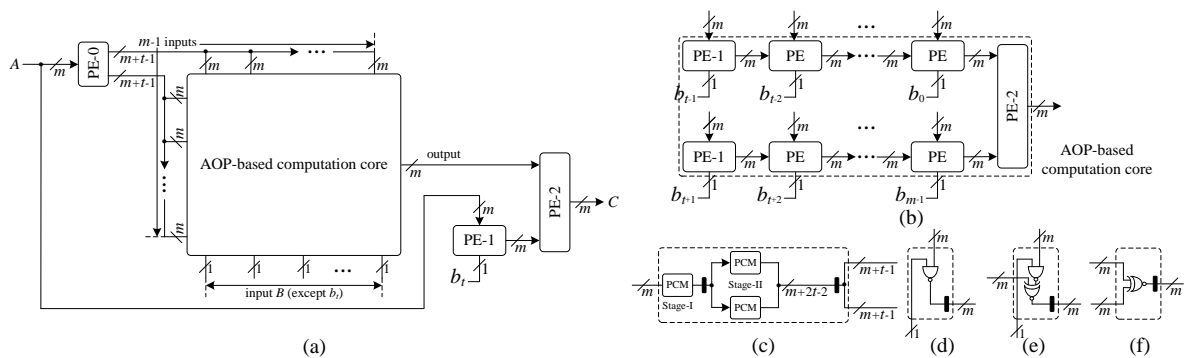 m-1 inputs
A
m
PE-0
m+t-1
m+t-1
m
m
m
m
m
m
AOP-based computation core
output
m
m
PE-1
m
b_t
1
PE-2
m
C
1
1
1
1
input B (except b_t)
(a)
m
m
m
PE-1
m
PE
m
m
PE
m
1
1
1
b_{t-1}
b_{t-2}
b_0
PE-2
m
m
m
m
PE-1
m
PE
m
m
PE
m
AOP-based
computation core
1
1
1
b_{t+1}
b_{t+2}
b_{m-1}
(b)
m
PCM
Stage-I
PCM
Stage-II
PCM
m+2t-2
m+t-1
m+t-1
(c)
m
m
1
(d)
m
m
m
1
(e)
m
m
m
(f)